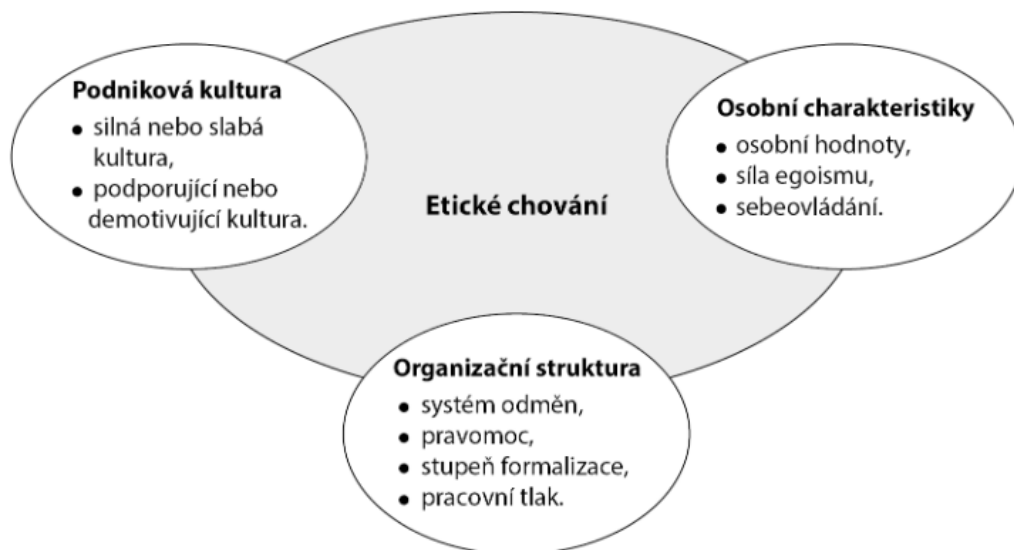 Podniková kultura
• silná nebo slabá
kultura,
• podporující nebo
demotivující kultura.
Etické chování
Osobní charakteristiky
• osobní hodnoty,
• síla egoismu,
• sebeovládání.
Organizační struktura
• systém odměn,
• pravomoc,
• stupeň formalizace,
• pracovní tlak.